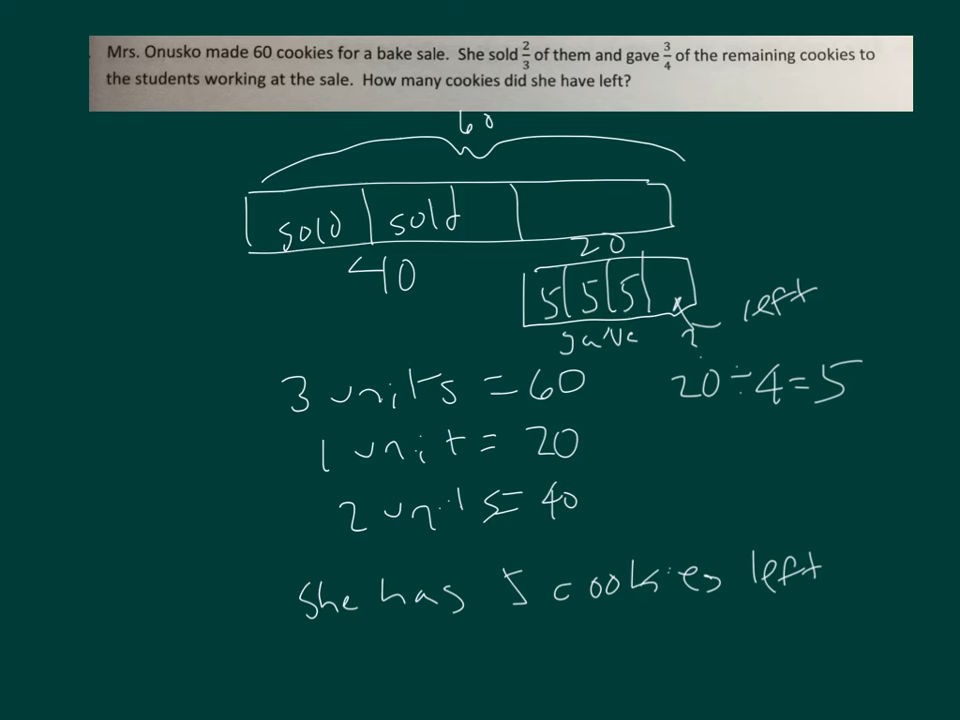 Mrs. Onusko made 60 cookies for a bake sale. She sold 2/3 of them and gave 3/4 of the remaining cookies to
the students working at the sale. How many cookies did she have left?
60
sold sold
40
20
5 5 5
gave
? left
3 units = 60
20 ÷ 4 = 5
1 unit = 20
2 units = 40
She has 5 cookies left